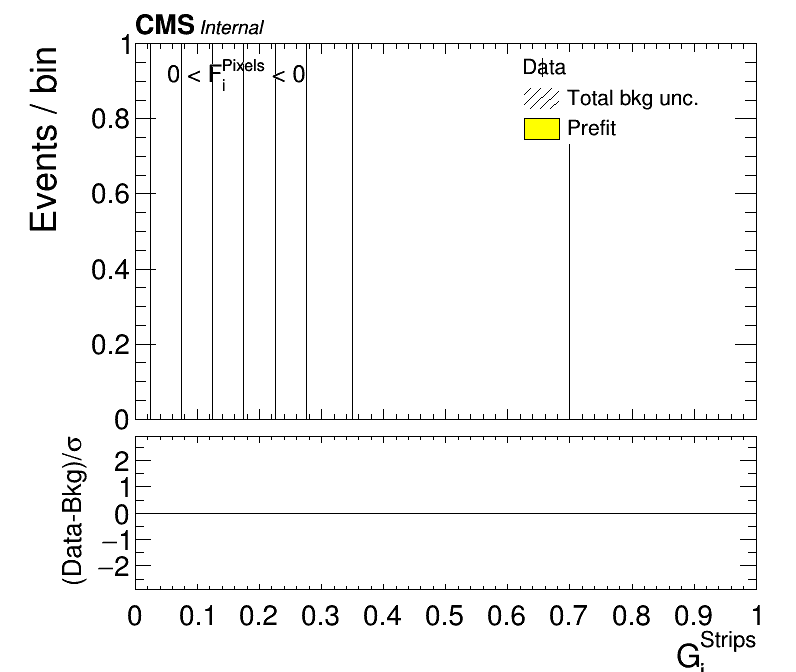 CMS Internal
Events / bin
1
0.8
0.6
0.4
0.2
0
0 < F_i^Pixels < 0
Data
Total bkg unc.
Prefit
(Data-Bkg)/σ
2
1
0
−1
−2
0 0.1 0.2 0.3 0.4 0.5 0.6 0.7 0.8 0.9 1
G_i^Strips